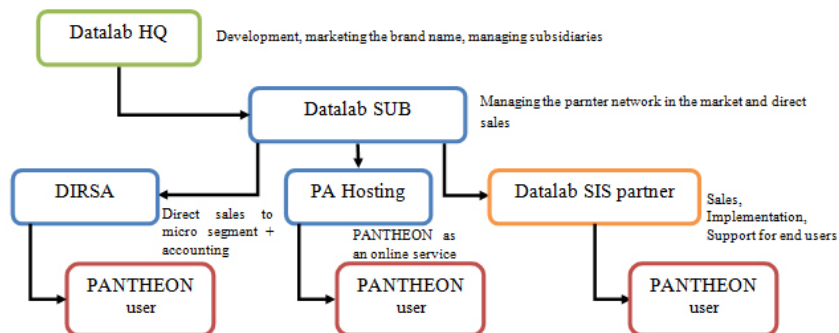 Datalab HQ
Development, marketing the brand name, managing subsidiaries
Datalab SUB
Managing the parnter network in the market and direct
sales
DIRSA
PA Hosting
Datalab SIS partner
Direct sales to
micro segment +
accounting
PANTHEON as
an online service
Sales,
Implementation,
Support for end users
PANTHEON
user
PANTHEON
user
PANTHEON
user